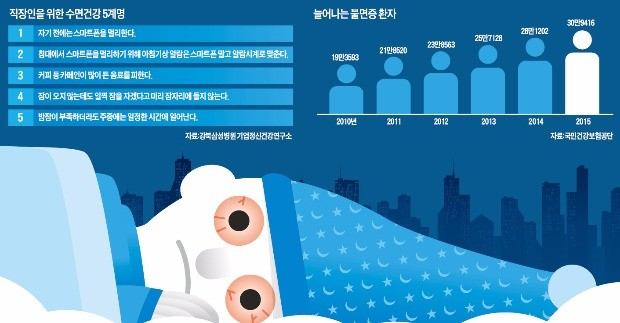 직장인을 위한 수면건강 5계명
1 자기 전에는 스마트폰을 멀리한다.
2 침대에서 스마트폰을 멀리하기 위해 아침기상 알람은 스마트폰 말고 알람시계로 맞춘다.
3 커피 등 카페인이 많이 든 음료를 피한다.
4 잠이 오지 않는데도 일찍 잠을 자겠다고 미리 잠자리에 들지 않는다.
5 밤잠이 부족하더라도 주중에는 일정한 시간에 일어난다.
자료:강북삼성병원 기업정신건강연구소
늘어나는 불면증 환자
19만3593
21만8520
23만8563
25만7128
28만1202
30만9416
2010년
2011
2012
2013
2014
2015
자료:국민건강보험공단